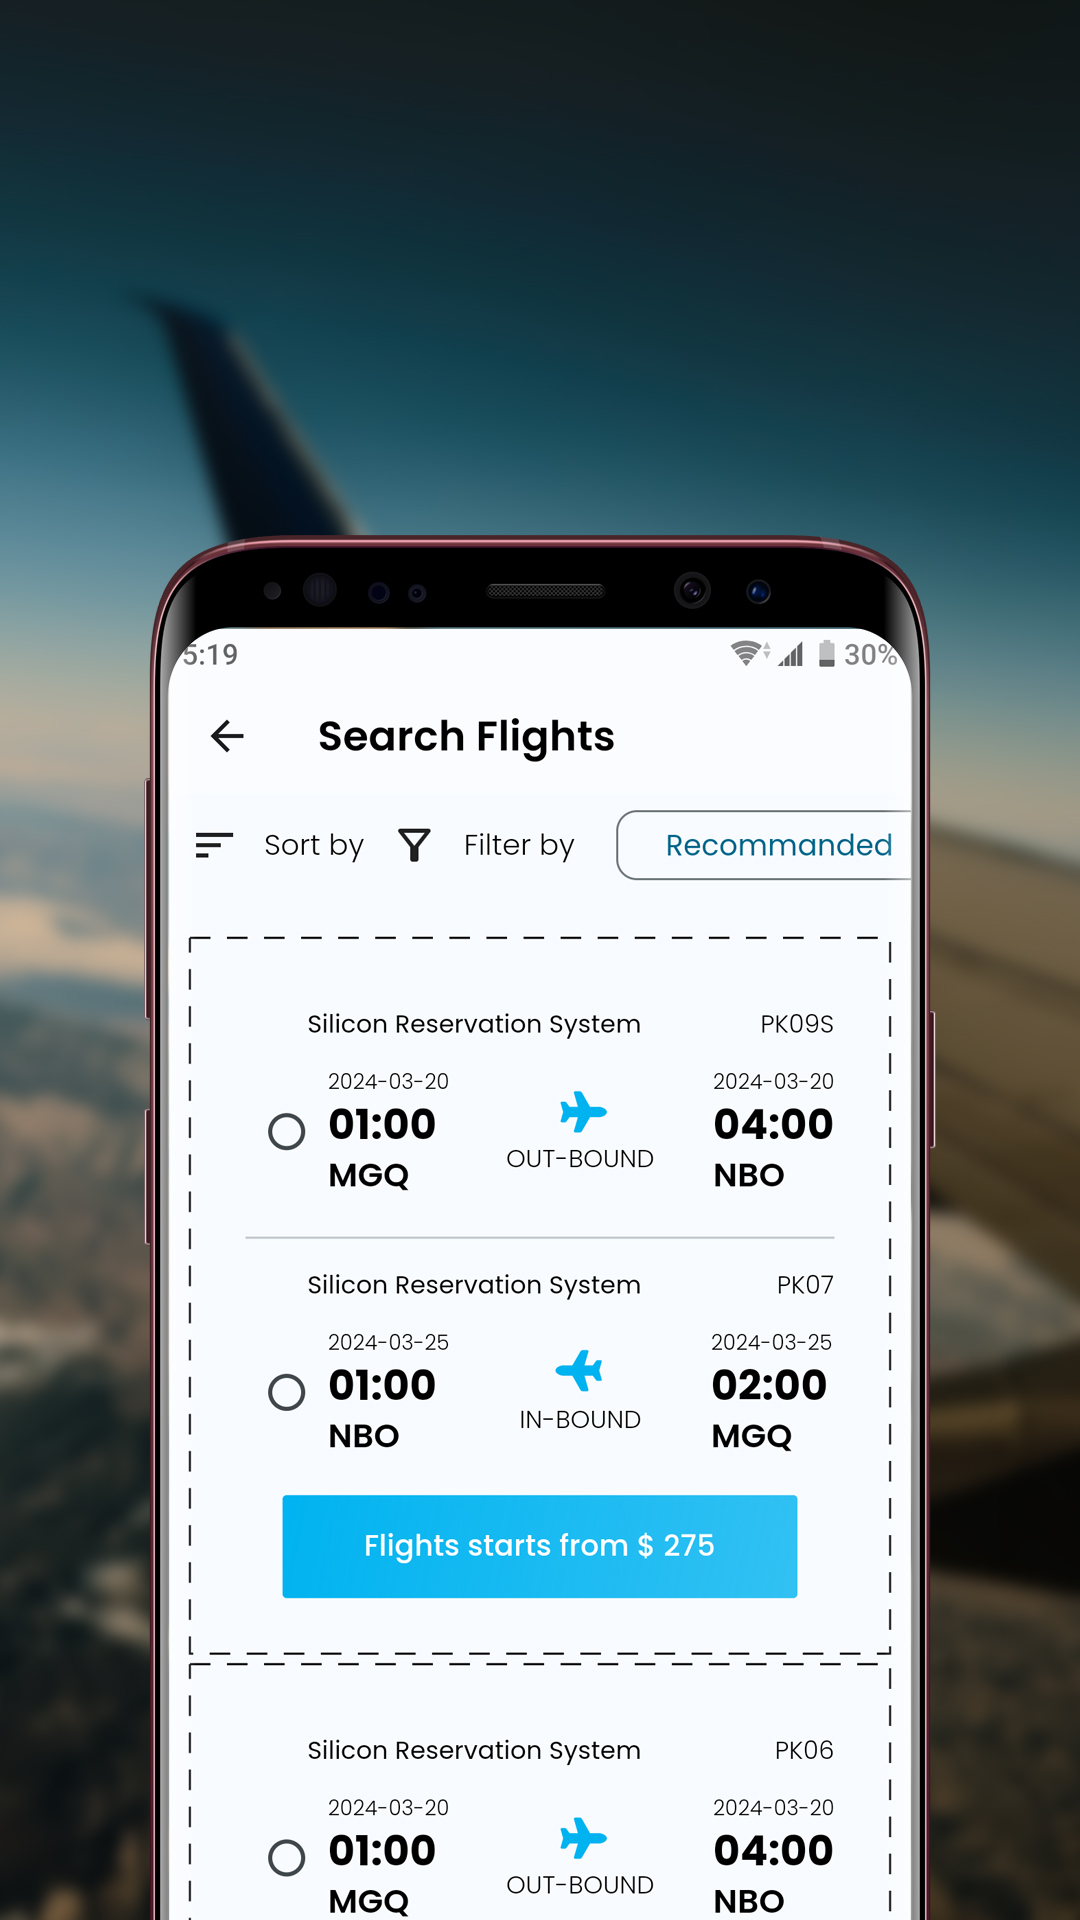 5:19 30%
Search Flights
Sort by Filter by Recommanded
Silicon Reservation System PK09S
2024-03-20 2024-03-20
01:00 04:00
OUT-BOUND
MGQ NBO
Silicon Reservation System PK07
2024-03-25 2024-03-25
01:00 02:00
IN-BOUND
NBO MGQ
Flights starts from $ 275
Silicon Reservation System PK06
2024-03-20 2024-03-20
01:00 04:00
OUT-BOUND
MGQ NBO